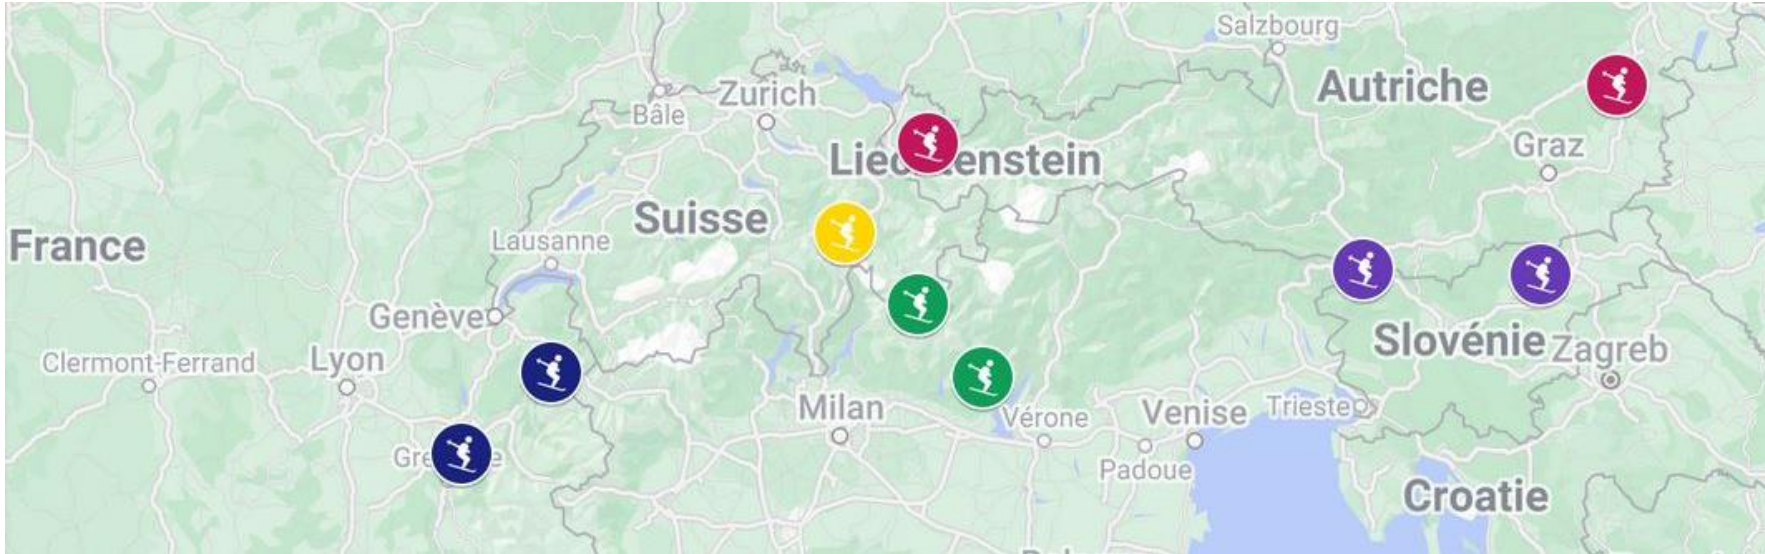 Salzbourg
Autriche
Zurich
Bâle
Graz
Suisse
Lausanne
France
Genève
Slovénie
Zagreb
Clermont-Ferrand
Lyon
Milan
Vérone
Venise
Trieste
Padoue
Croatie